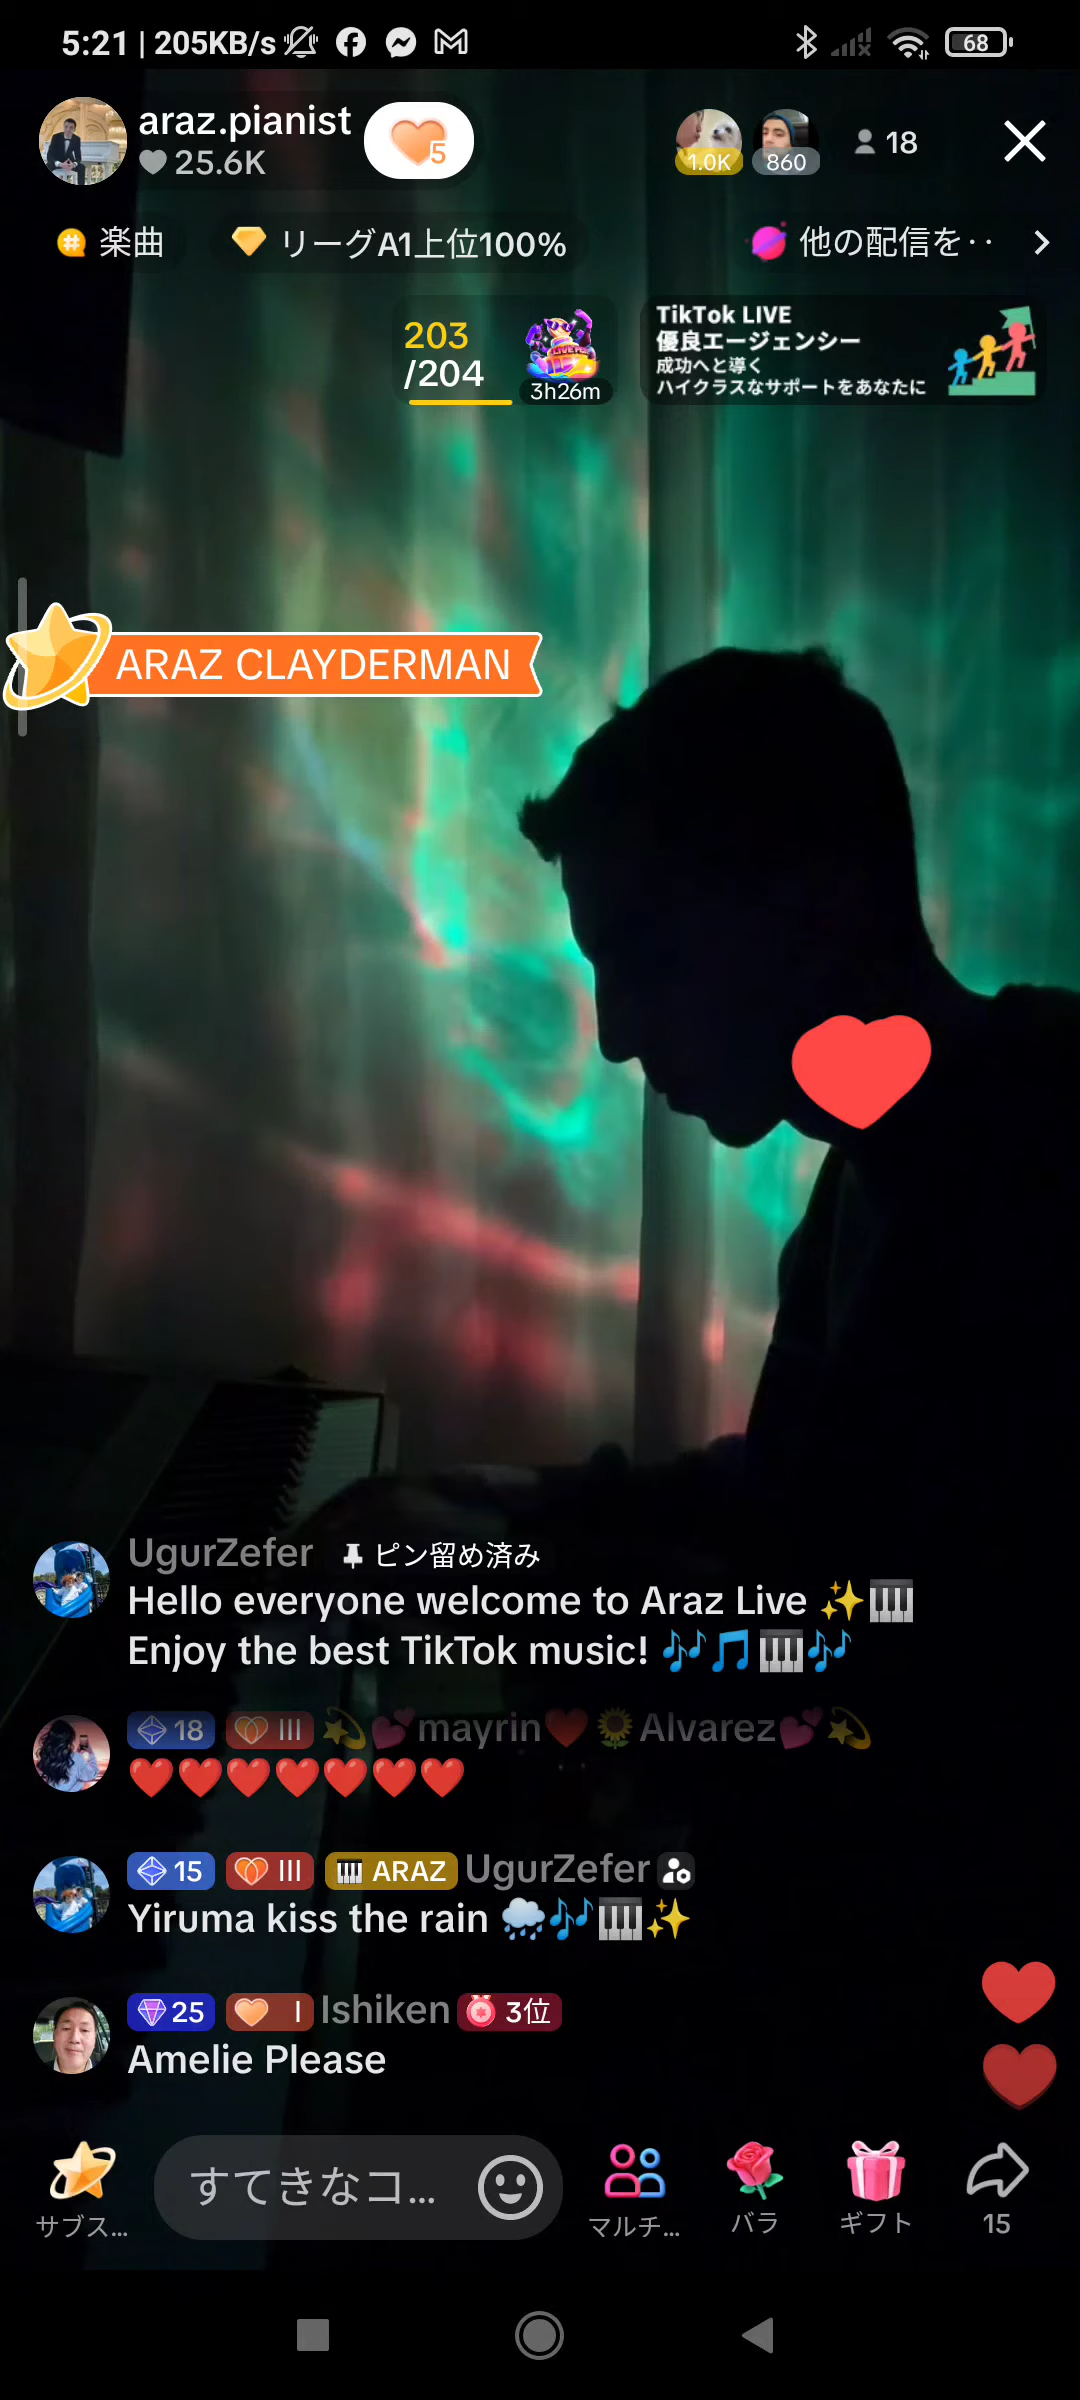 5:21 | 205KB/s
68
araz.pianist
25.6K
5
1.0K
860
18
楽曲
リーグA1上位100%
他の配信を··
203
/204
LIVE FEST
3h26m
TikTok LIVE
優良エージェンシー
成功へと導く
ハイクラスなサポートをあなたに
ARAZ CLAYDERMAN
UgurZefer ピン留め済み
Hello everyone welcome to Araz Live ✨🎹
Enjoy the best TikTok music! 🎶🎵🎹🎶
18 III 💫💕mayrin❤️🌻Alvarez💕💫
❤️❤️❤️❤️❤️❤️❤️
15 III 🎹 ARAZ UgurZefer
Yiruma kiss the rain 🌧️🎶🎹✨
25 I Ishiken 3位
Amelie Please
すてきなコ...
サブス...
マルチ...
バラ
ギフト
15